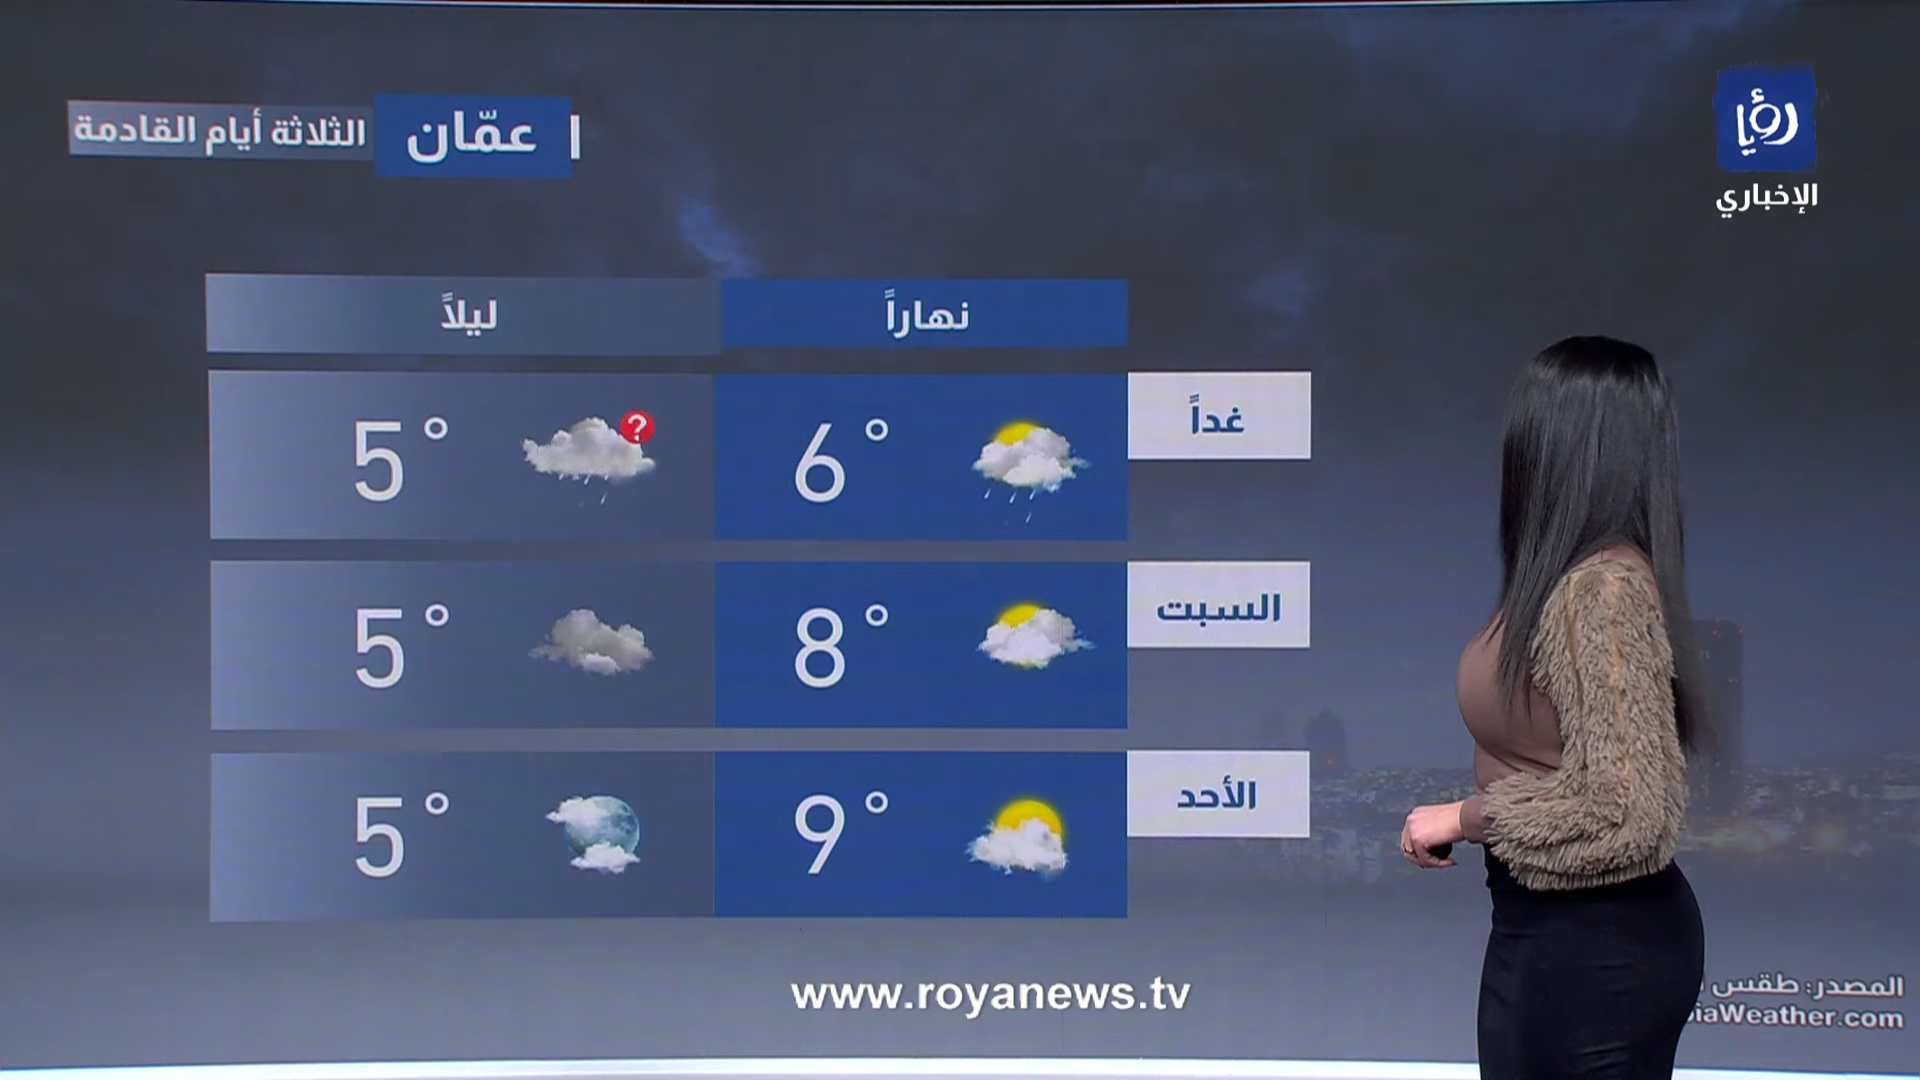 رؤيا
الإخباري
عمّان
الثلاثة أيام القادمة
نهاراً
ليلاً
غداً
6°
?
5°
السبت
8°
5°
الأحد
9°
5°
www.royanews.tv
المصدر: طقس
iaWeather.com